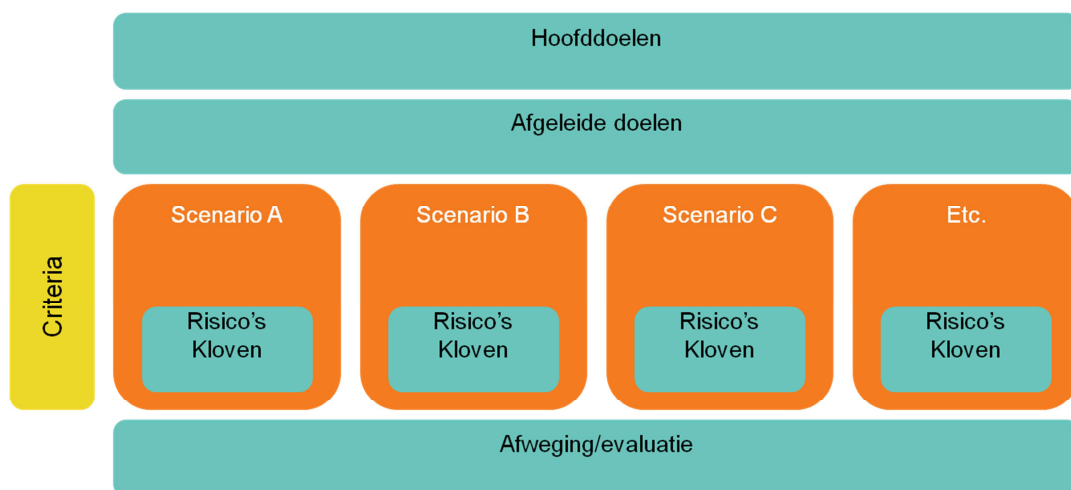 Hoofddoelen
Afgeleide doelen
Criteria
Scenario A
Risico's
Kloven
Scenario B
Risico's
Kloven
Scenario C
Risico's
Kloven
Etc.
Risico's
Kloven
Afweging/evaluatie